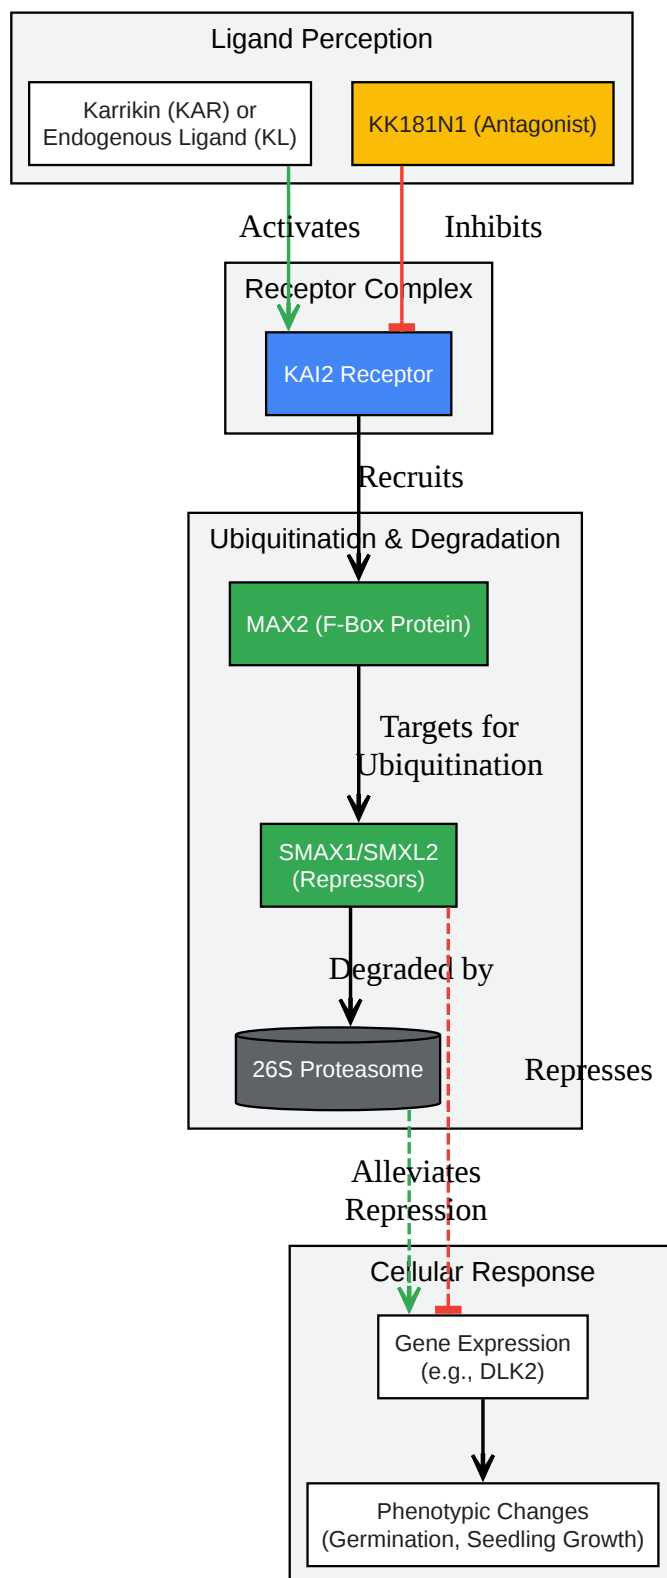 Ligand Perception
Karrikin (KAR) or
Endogenous Ligand (KL)
KK181N1 (Antagonist)
Activates
Inhibits
Receptor Complex
KAI2 Receptor
Recruits
Ubiquitination & Degradation
MAX2 (F-Box Protein)
Targets for
Ubiquitination
SMAX1/SMXL2
(Repressors)
Degraded by
26S Proteasome
Represses
Alleviates
Repression
Cellular Response
Gene Expression
(e.g., DLK2)
Phenotypic Changes
(Germination, Seedling Growth)